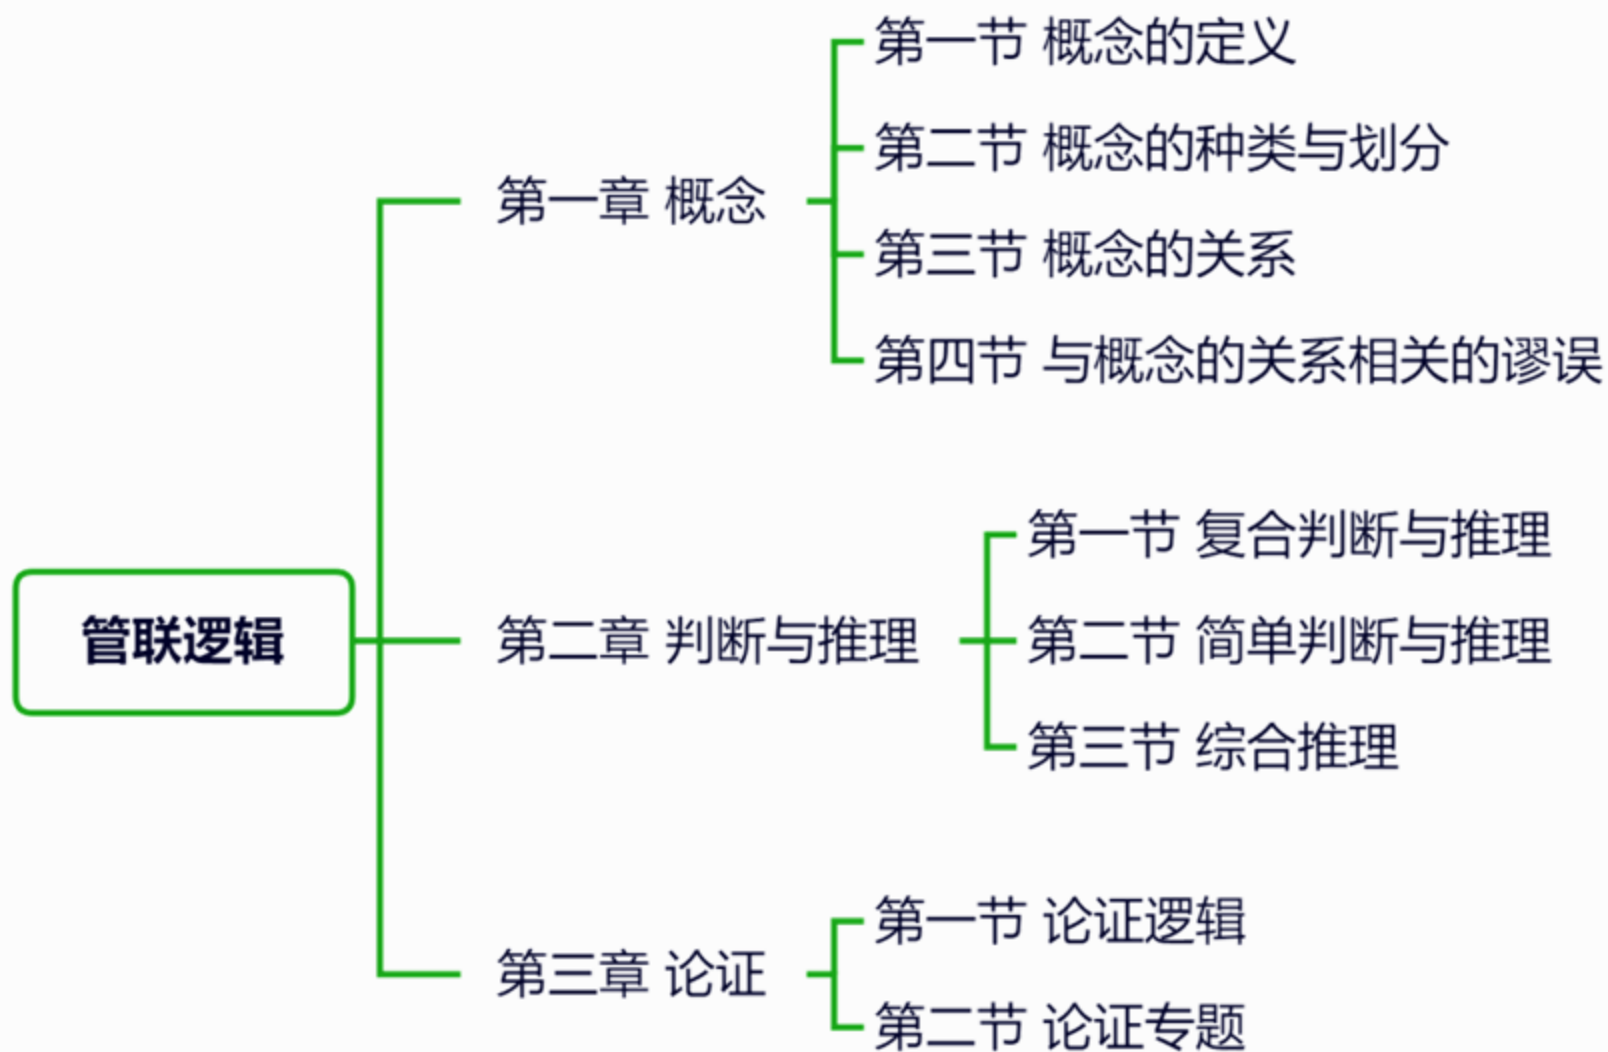 管联逻辑
第一章 概念
第一节 概念的定义
第二节 概念的种类与划分
第三节 概念的关系
第四节 与概念的关系相关的谬误
第二章 判断与推理
第一节 复合判断与推理
第二节 简单判断与推理
第三节 综合推理
第三章 论证
第一节 论证逻辑
第二节 论证专题